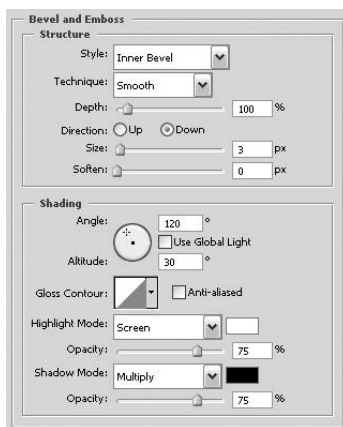 Bevel and Emboss
Structure
Style: Inner Bevel
Technique: Smooth
Depth: 100 %
Direction: Up Down
Size: 3 px
Soften: 0 px
Shading
Angle: 120 °
Use Global Light
Altitude: 30 °
Gloss Contour: Anti-aliased
Highlight Mode: Screen
Opacity: 75 %
Shadow Mode: Multiply
Opacity: 75 %